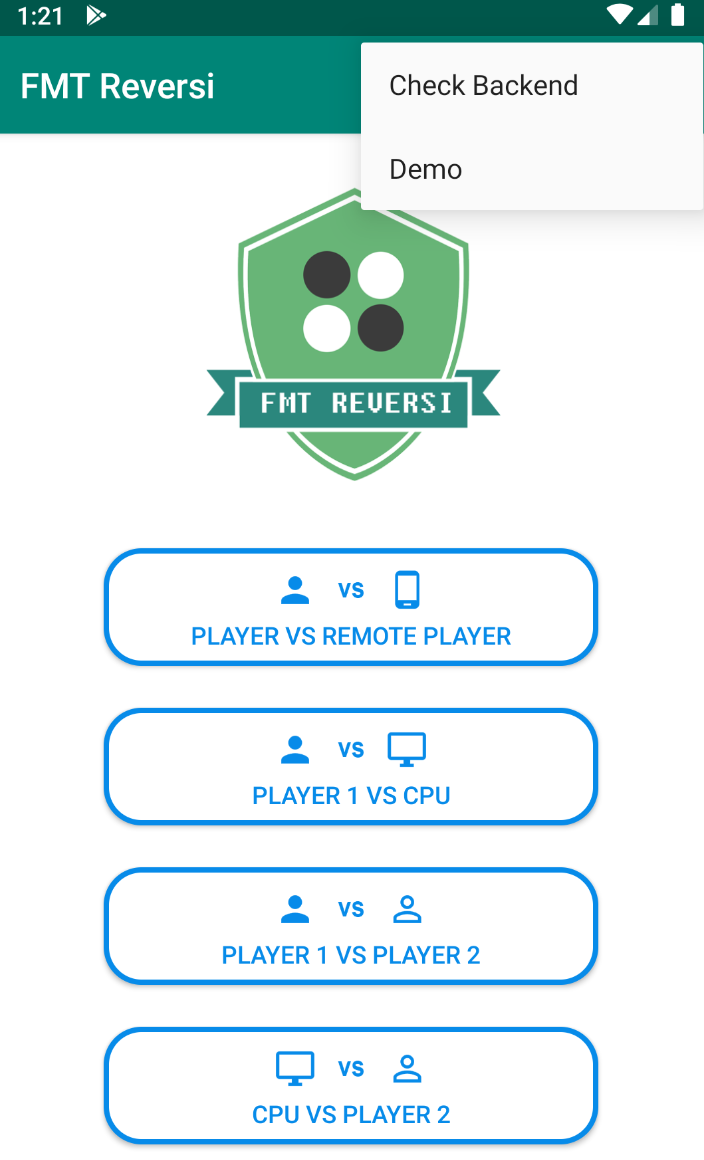 1:21
FMT Reversi
Check Backend
Demo
FMT REVERSI
VS
PLAYER VS REMOTE PLAYER
VS
PLAYER 1 VS CPU
VS
PLAYER 1 VS PLAYER 2
VS
CPU VS PLAYER 2